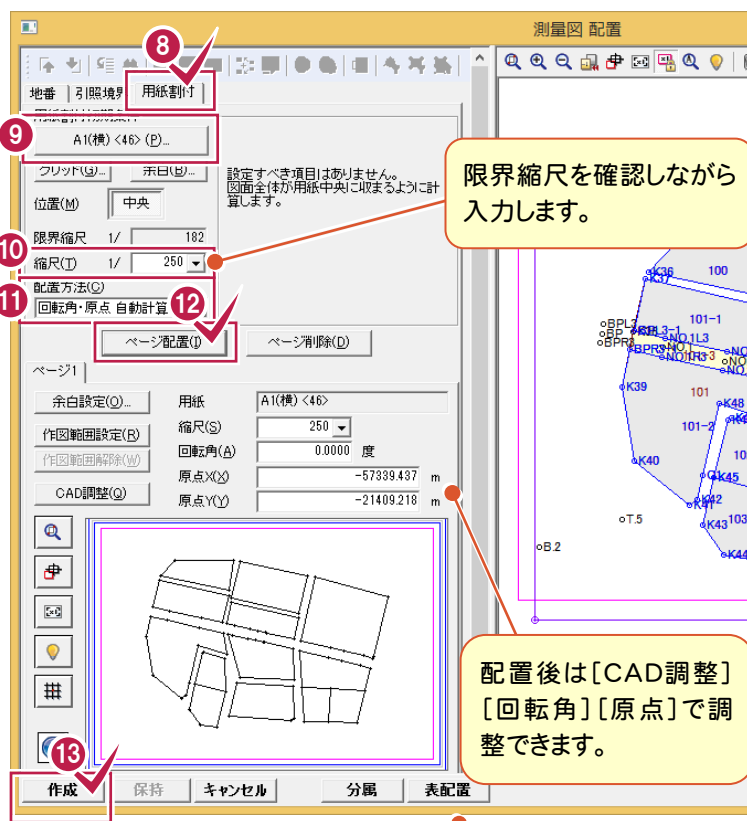 測量図 配置
8
地番
引照境界
用紙割付
9
A1(横) <46> (P)...
グリッド(G)...
余白(B)...
設定すべき項目はありません。
図面全体が用紙中央に収まるように計
算します。
位置(M)
中央
限界縮尺 1/ 182
10
縮尺(T) 1/ 250
11
配置方法(C)
回転角・原点 自動計算
12
ページ配置(I)
ページ削除(D)
限界縮尺を確認しながら
入力します。
ページ1
余白設定(O)...
用紙
A1(横) <46>
作図範囲設定(R)
縮尺(S)
250
作図範囲解除(W)
回転角(A)
0.0000 度
CAD調整(Q)
原点X(X)
-57339.437 m
原点Y(Y)
-21409.218 m
K36
K37
100
101-1
BPL3
BP
BPR3
NO.1L3
K39
101
K48
101-2
K40
K45
K42
K41
K43
103
T.5
B.2
K44
配置後は[CAD調整]
[回転角][原点]で調
整できます。
13
作成
保持
キャンセル
分属
表配置